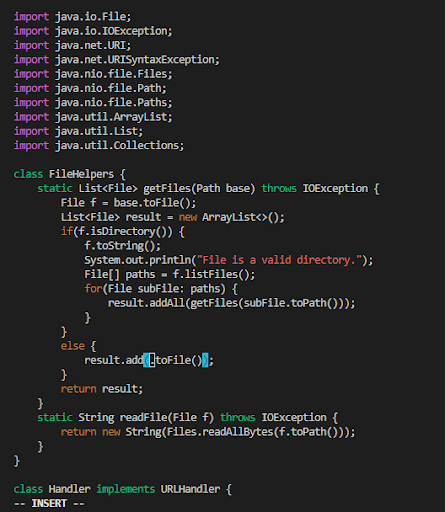 import java.io.File;
import java.io.IOException;
import java.net.URI;
import java.net.URISyntaxException;
import java.nio.file.Files;
import java.nio.file.Path;
import java.nio.file.Paths;
import java.util.ArrayList;
import java.util.List;
import java.util.Collections;

class FileHelpers {
    static List<File> getFiles(Path base) throws IOException {
        File f = base.toFile();
        List<File> result = new ArrayList<>();
        if(f.isDirectory()) {
            f.toString();
            System.out.println("File is a valid directory.");
            File[] paths = f.listFiles();
            for(File subFile: paths) {
                result.addAll(getFiles(subFile.toPath()));
            }
        }
        else {
            result.add(.toFile());
        }
        return result;
    }
    static String readFile(File f) throws IOException {
        return new String(Files.readAllBytes(f.toPath()));
    }
}

class Handler implements URLHandler {
-- INSERT --